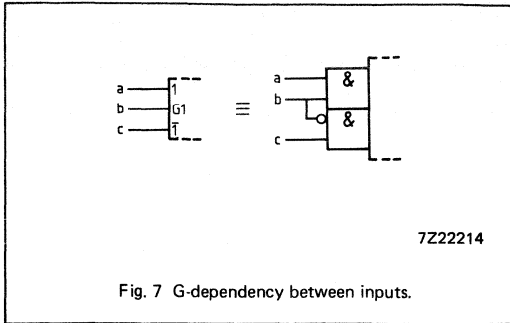 a 1 a &
b G1 ≡ b
c 1̅ c &
7Z22214
Fig. 7 G-dependency between inputs.